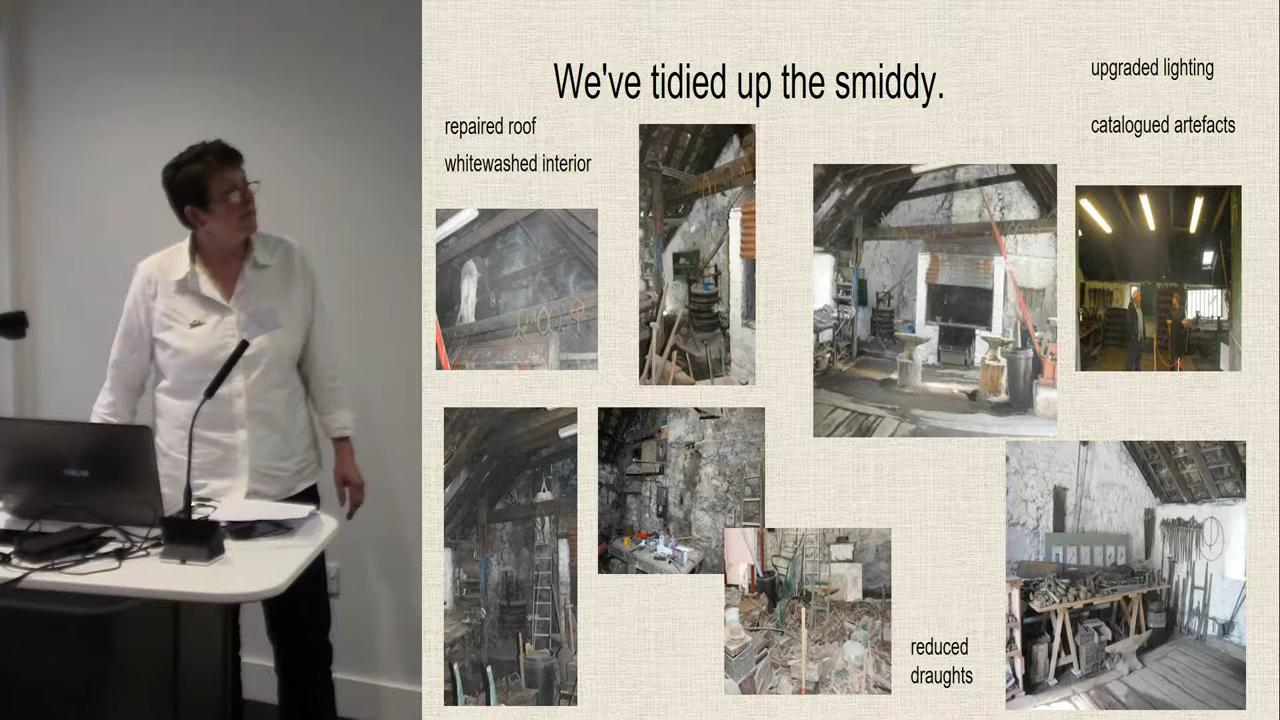 We've tidied up the smiddy.
upgraded lighting
catalogued artefacts
repaired roof
whitewashed interior
reduced
draughts